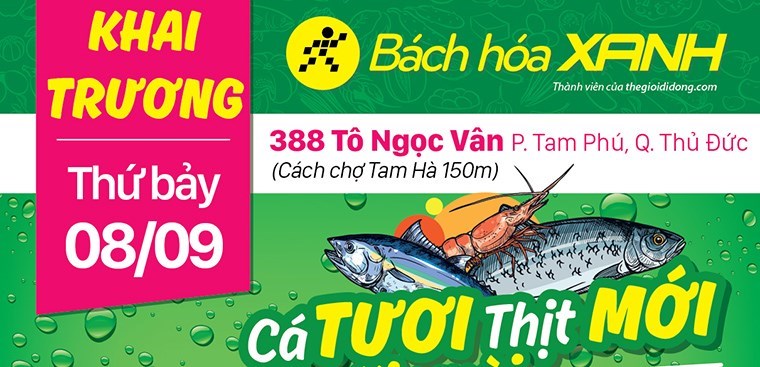 KHAI
TRƯƠNG
Thứ bảy
08/09
Bách hóa XANH
Thành viên của thegioididong.com
388 Tô Ngọc Vân P. Tam Phú, Q. Thủ Đức
(Cách chợ Tam Hà 150m)
Cá TƯƠI Thịt MỚI